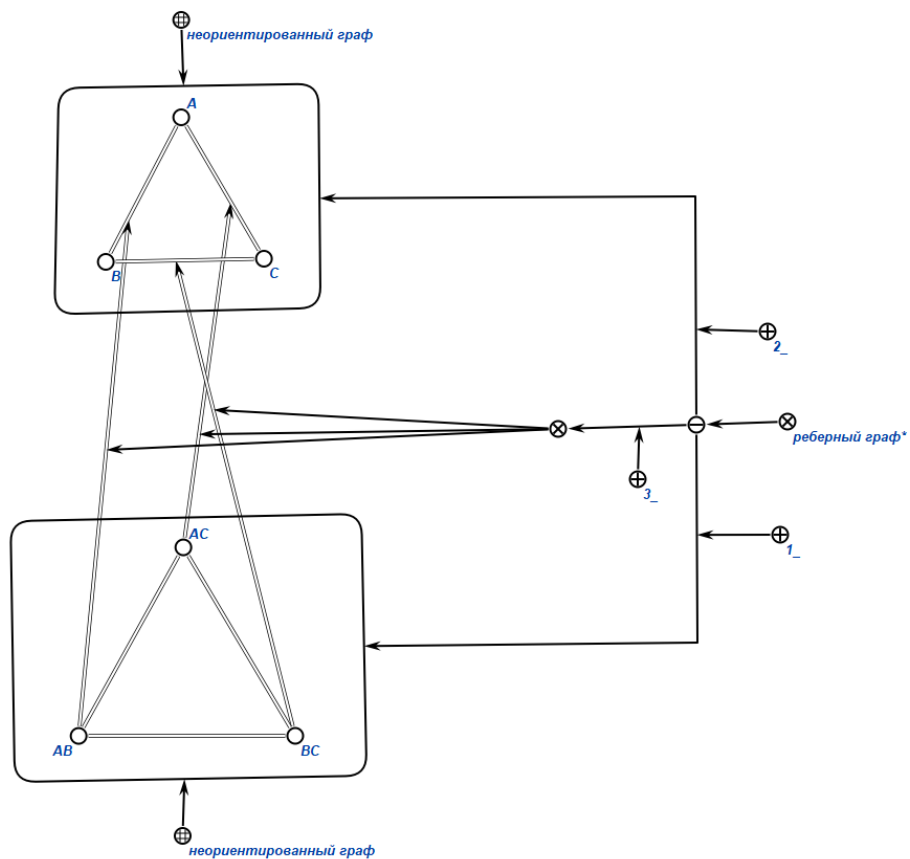 неориентированный граф
A
B
C
2_
реберный граф*
3_
1_
AC
AB
BC
неориентированный граф